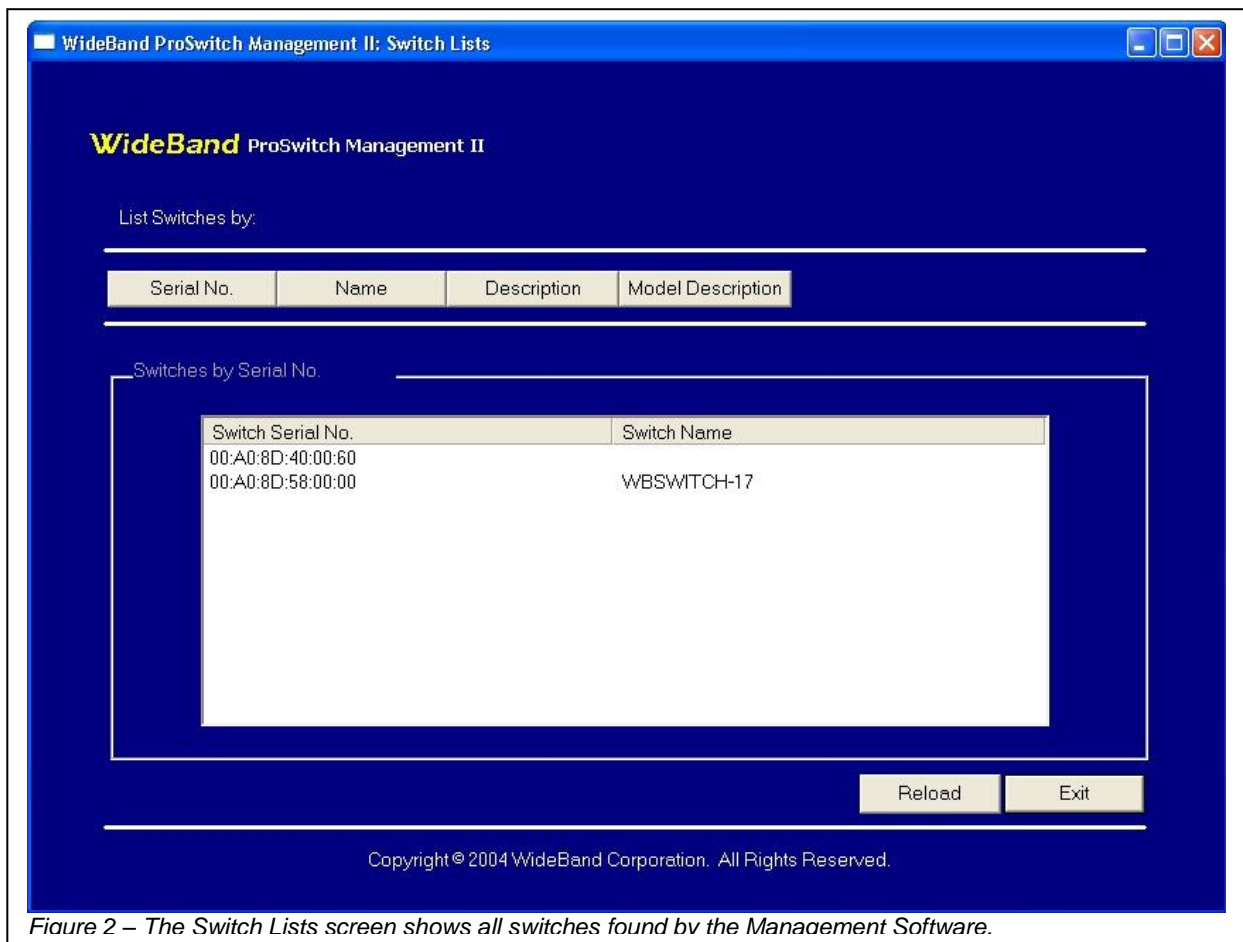 WideBand ProSwitch Management II: Switch Lists
WideBand ProSwitch Management II
List Switches by:
Serial No. Name Description Model Description
Switches by Serial No.
Switch Serial No. Switch Name
00:A0:8D:40:00:60
00:A0:8D:58:00:00 WBSWITCH-17
Reload Exit
Copyright © 2004 WideBand Corporation. All Rights Reserved.
Figure 2 – The Switch Lists screen shows all switches found by the Management Software.